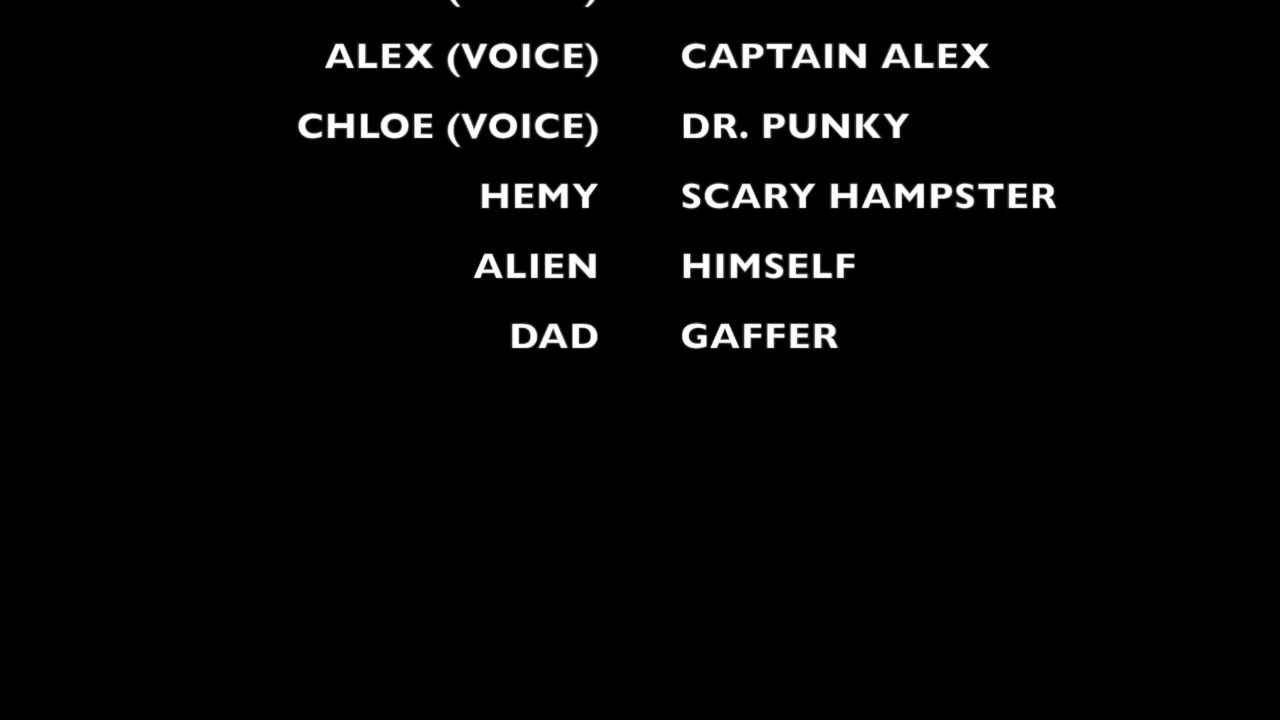 ALEX (VOICE) CAPTAIN ALEX
CHLOE (VOICE) DR. PUNKY
HEMY SCARY HAMPSTER
ALIEN HIMSELF
DAD GAFFER